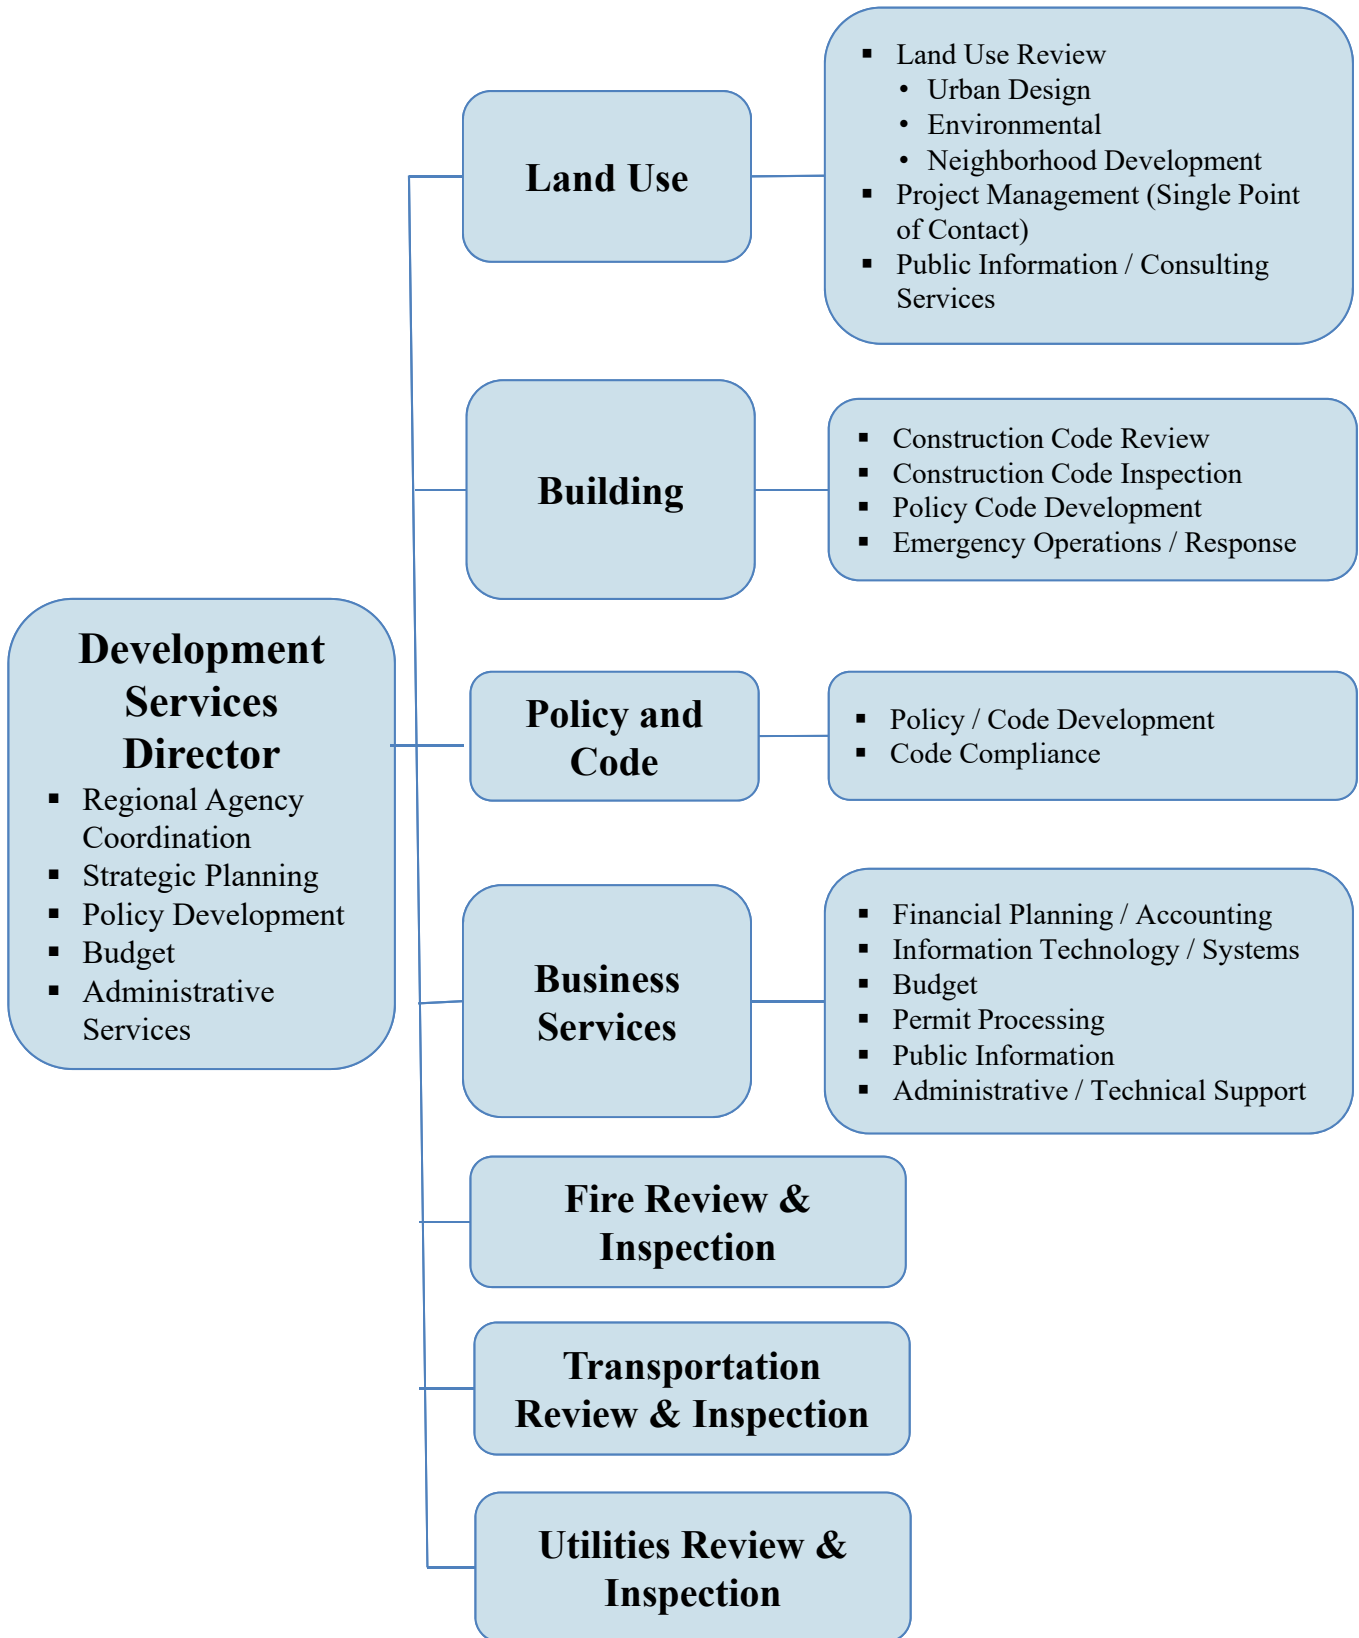 Development
Services
Director
▪ Regional Agency
Coordination
▪ Strategic Planning
▪ Policy Development
▪ Budget
▪ Administrative
Services
Land Use
▪ Land Use Review
• Urban Design
• Environmental
• Neighborhood Development
▪ Project Management (Single Point
of Contact)
▪ Public Information / Consulting
Services
Building
▪ Construction Code Review
▪ Construction Code Inspection
▪ Policy Code Development
▪ Emergency Operations / Response
Policy and
Code
▪ Policy / Code Development
▪ Code Compliance
Business
Services
▪ Financial Planning / Accounting
▪ Information Technology / Systems
▪ Budget
▪ Permit Processing
▪ Public Information
▪ Administrative / Technical Support
Fire Review &
Inspection
Transportation
Review & Inspection
Utilities Review &
Inspection